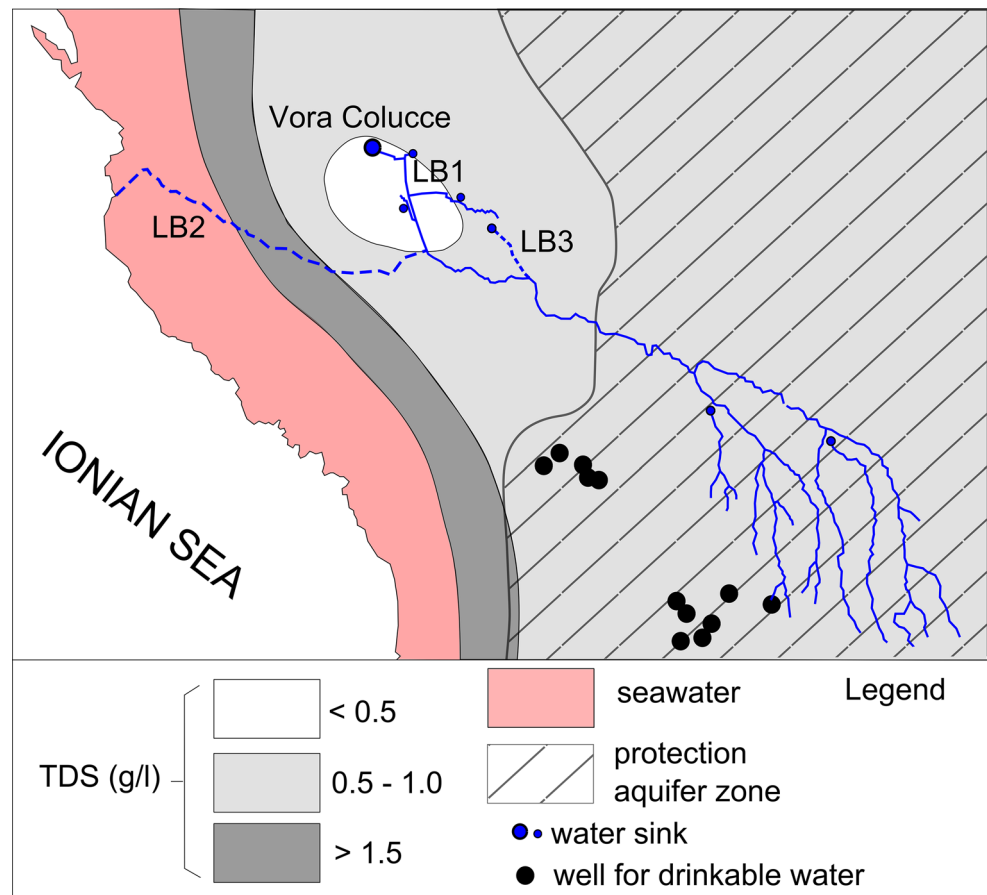 Vora Colucce
LB1
LB2
LB3
IONIAN SEA
Legend
TDS (g/l)
< 0.5
0.5 - 1.0
> 1.5
seawater
protection
aquifer zone
water sink
well for drinkable water